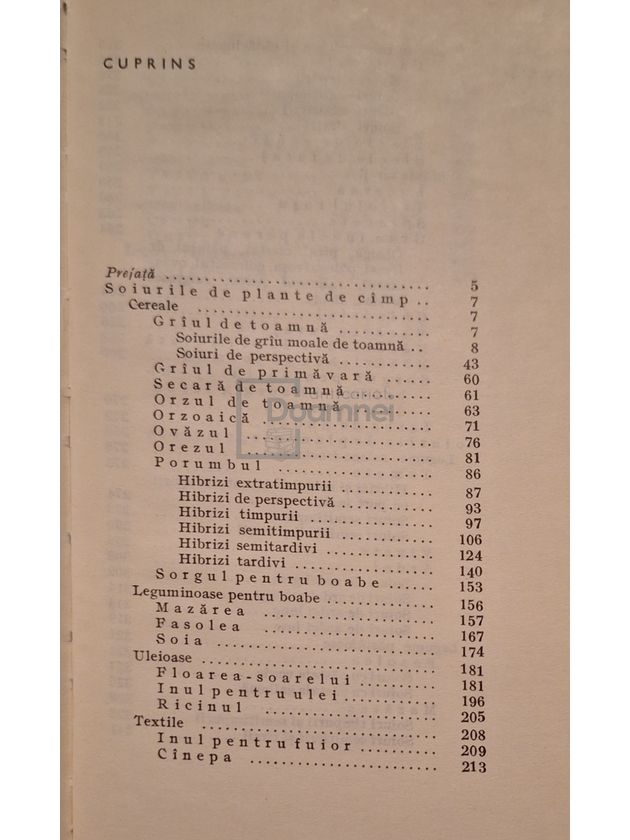 CUPRINS
Prefață 5
Soiurile de plante de cîmp 7
Cereale 7
Grîul de toamnă 7
Soiurile de grîu moale de toamnă 8
Soiuri de perspectivă 43
Grîul de primăvară 60
Secară de toamnă 61
Orzul de toamnă 63
Orzoaică 71
Ovăzul 76
Orezul 81
Porumbul 86
Hibrizi extratimpurii 87
Hibrizi de perspectivă 93
Hibrizi timpurii 97
Hibrizi semitimpurii 106
Hibrizi semitardivi 124
Hibrizi tardivi 140
Sorgul pentru boabe 153
Leguminoase pentru boabe 156
Mazărea 157
Fasolea 167
Soia 174
Uleioase 181
Floarea-soarelui 181
Inul pentru ulei 196
Ricinul 205
Textile 208
Inul pentru fuior 209
Cînepa 213